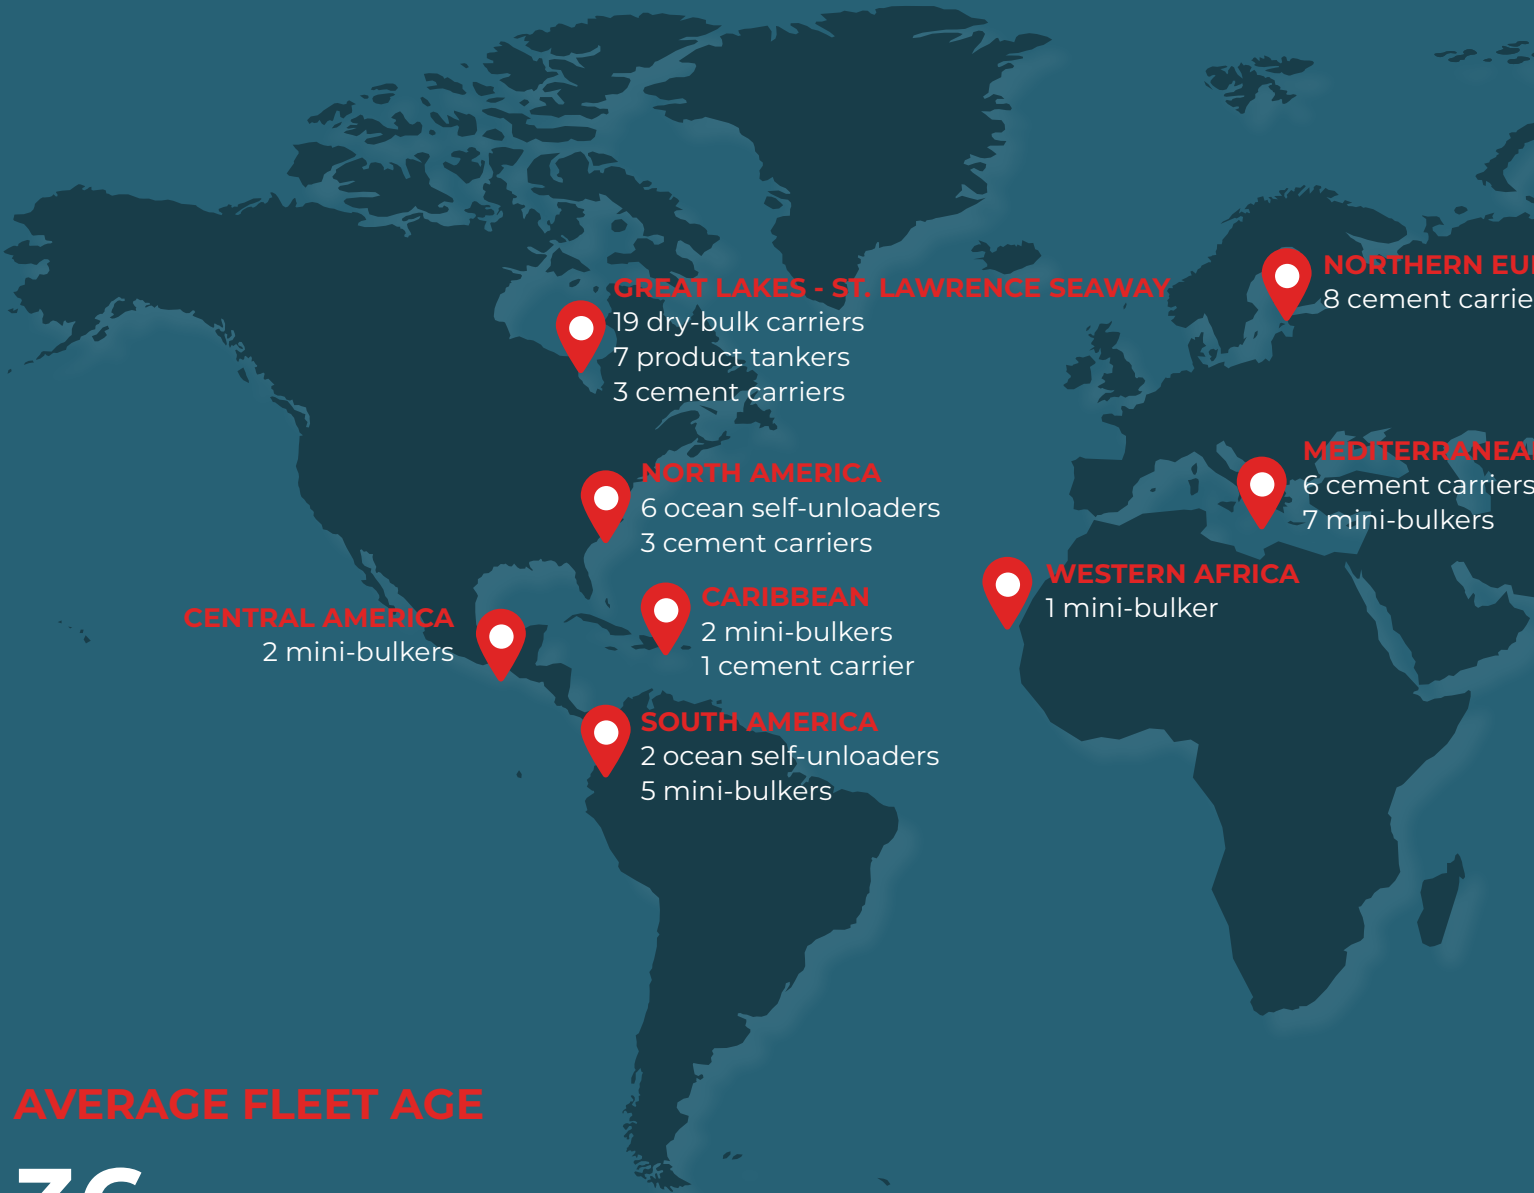 GREAT LAKES - ST. LAWRENCE SEAWAY
19 dry-bulk carriers
7 product tankers
3 cement carriers
NORTHERN
8 cement
MEDITERRANEA
6 cement carriers
7 mini-bulkers
NORTH AMERICA
6 ocean self-unloaders
3 cement carriers
WESTERN AFRICA
1 mini-bulker
CARIBBEAN
2 mini-bulkers
1 cement carrier
CENTRAL AMERICA
2 mini-bulkers
SOUTH AMERICA
2 ocean self-unloaders
5 mini-bulkers
AVERAGE FLEET AGE